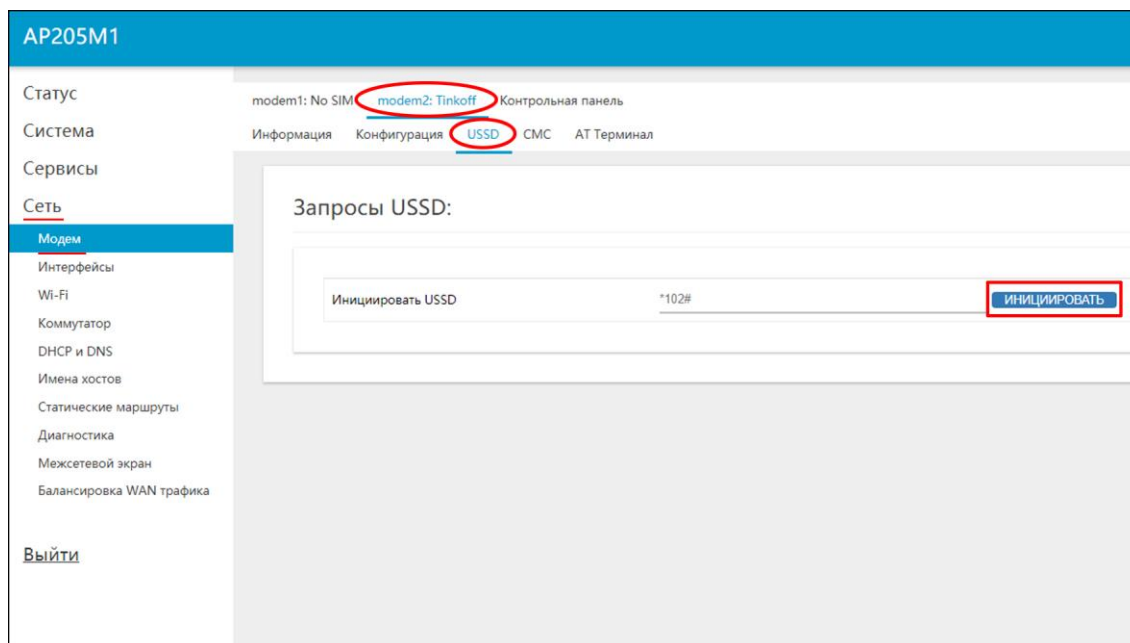 AP205M1
Статус
Система
Сервисы
Сеть
Модем
Интерфейсы
Wi-Fi
Коммутатор
DHCP и DNS
Имена хостов
Статические маршруты
Диагностика
Межсетевой экран
Балансировка WAN трафика
Выйти
modem1: No SIM modem2: Tinkoff Контрольная панель
Информация Конфигурация USSD СМС АТ Терминал
Запросы USSD:
Инициировать USSD *102# ИНИЦИИРОВАТЬ